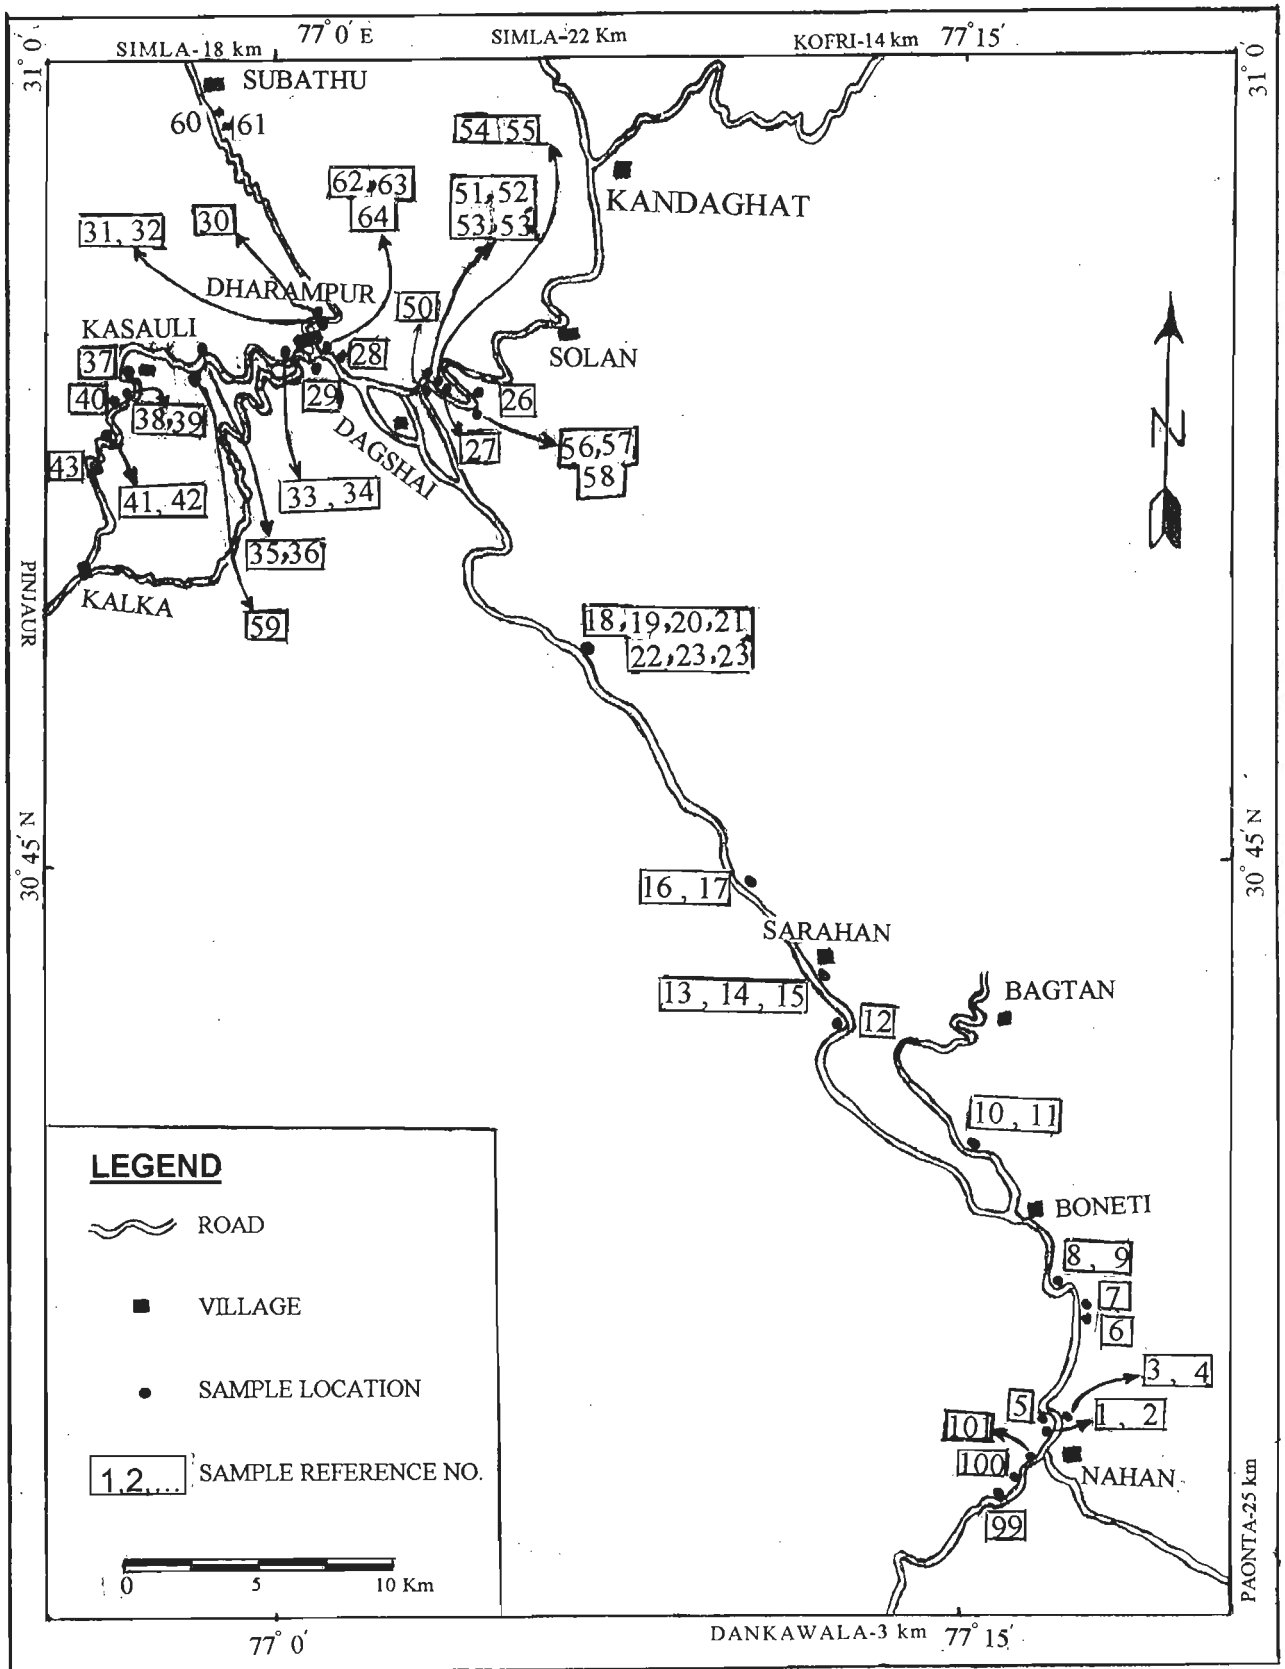 SIMLA-18 km
77° 0′ E
SIMLA-22 Km
KOFRI-14 km
77° 15′
31° 0′
31° 0′
SUBATHU
60
61
54 55
62,63
64
51,52
53,53
KANDAGHAT
31, 32
30
DHARAMPUR
50
KASAULI
SOLAN
37
28
40
38,39
29
26
DAGSHAI
27
56,57
58
43
41, 42
33 , 34
35,36
PINJAUR
KALKA
59
18,19,20,21
22,23,23
30° 45′ N
30° 45′ N
16 , 17
SARAHAN
13 , 14 , 15
12
BAGTAN
10 , 11
BONETI
8 , 9
7
6
3 , 4
5
1 , 2
101
100
NAHAN
99
PAONTA-25 km
LEGEND
ROAD
VILLAGE
SAMPLE LOCATION
1,2,... SAMPLE REFERENCE NO.
0 5 10 Km
77° 0′
DANKAWALA-3 km
77° 15′